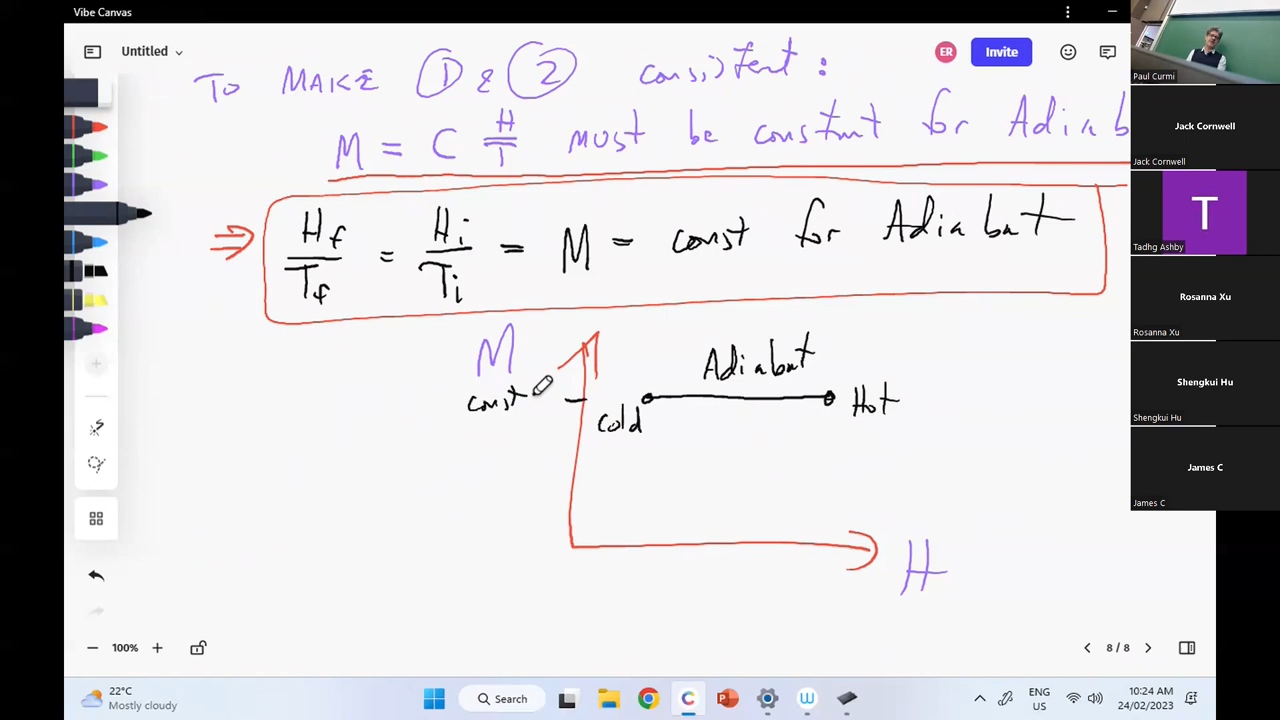 Vibe Canvas
Untitled
ER
Invite
TO MAKE ① & ② consistent:
M = C H/T must be constant for Adiab
⇒ Hf/Tf = Hi/Ti = M = const for Adiabat
M
const
Adiabat
cold
Hot
H
Paul Curmi
Jack Cornwell
Jack Cornwell
T
Tadhg Ashby
Rosanna Xu
Rosanna Xu
Shengkui Hu
Shengkui Hu
James C
James C
100%
8 / 8
22°C
Mostly cloudy
Search
ENG
US
10:24 AM
24/02/2023